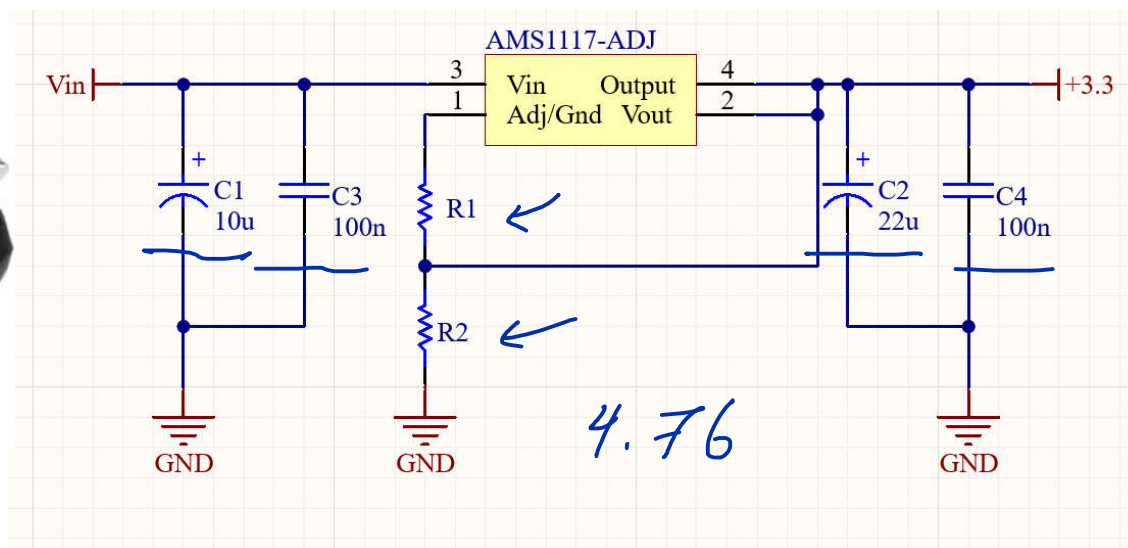 AMS1117-ADJ
Vin
3
Vin
Output
4
+3.3
1
Adj/Gnd
Vout
2
+
C1
10u
C3
100n
R1
+
C2
22u
C4
100n
R2
4.76
GND
GND
GND